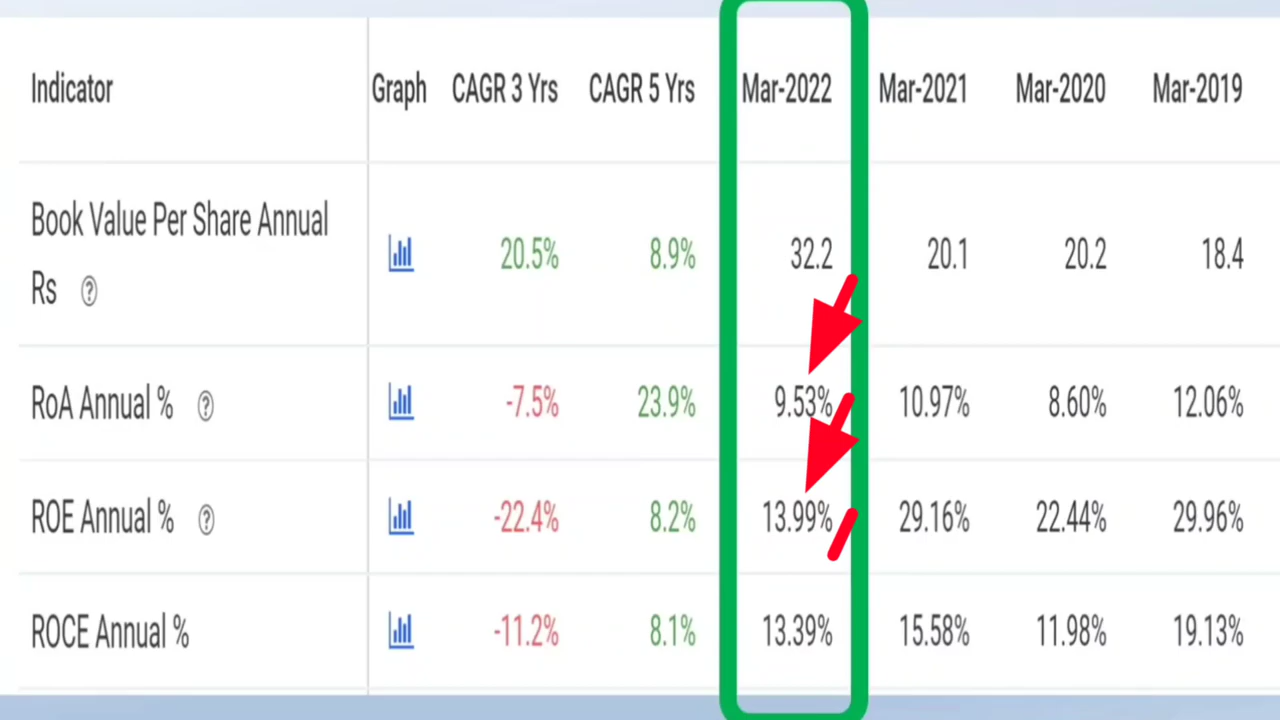 Indicator Graph CAGR 3 Yrs CAGR 5 Yrs Mar-2022 Mar-2021 Mar-2020 Mar-2019
Book Value Per Share Annual
Rs ? 20.5% 8.9% 32.2 20.1 20.2 18.4
RoA Annual % ? -7.5% 23.9% 9.53% 10.97% 8.60% 12.06%
ROE Annual % ? -22.4% 8.2% 13.99% 29.16% 22.44% 29.96%
ROCE Annual % -11.2% 8.1% 13.39% 15.58% 11.98% 19.13%